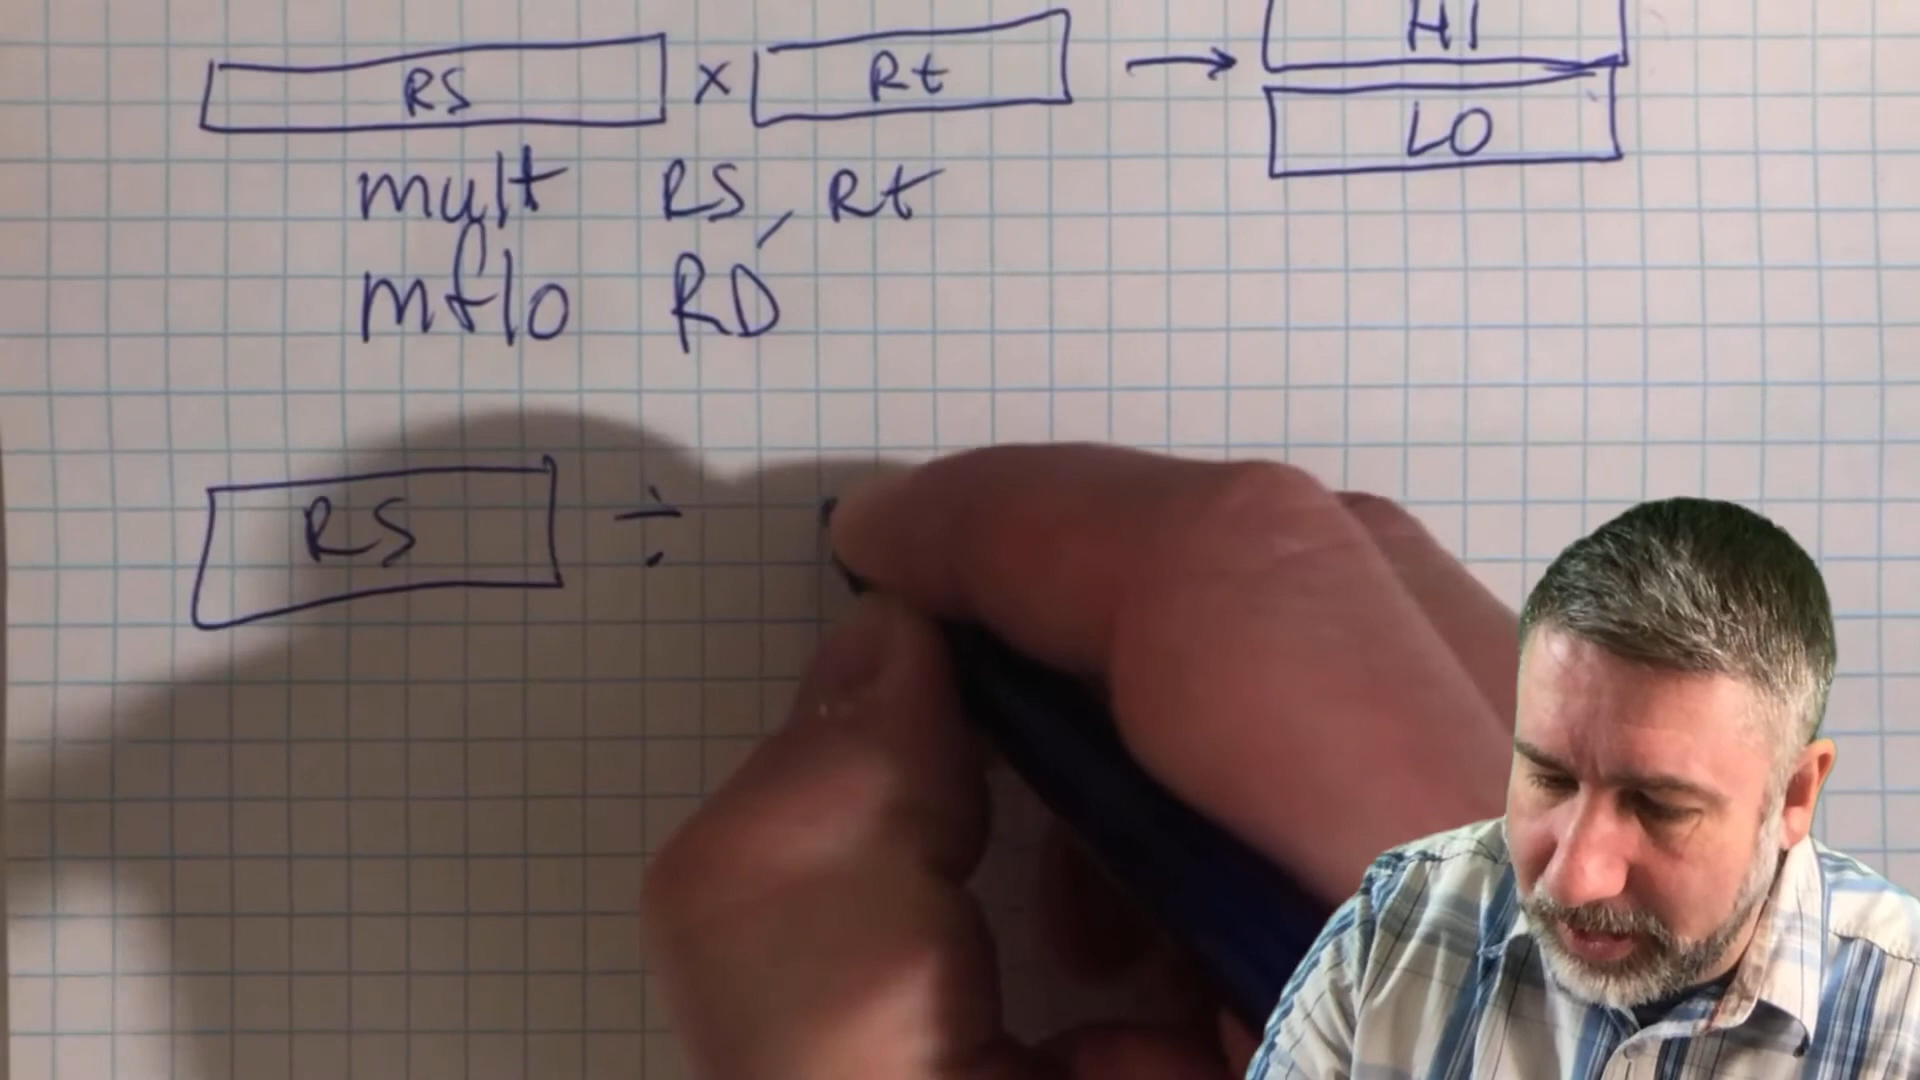 RS x Rt → HI
LO
mult RS, Rt
mflo RD
RS ÷